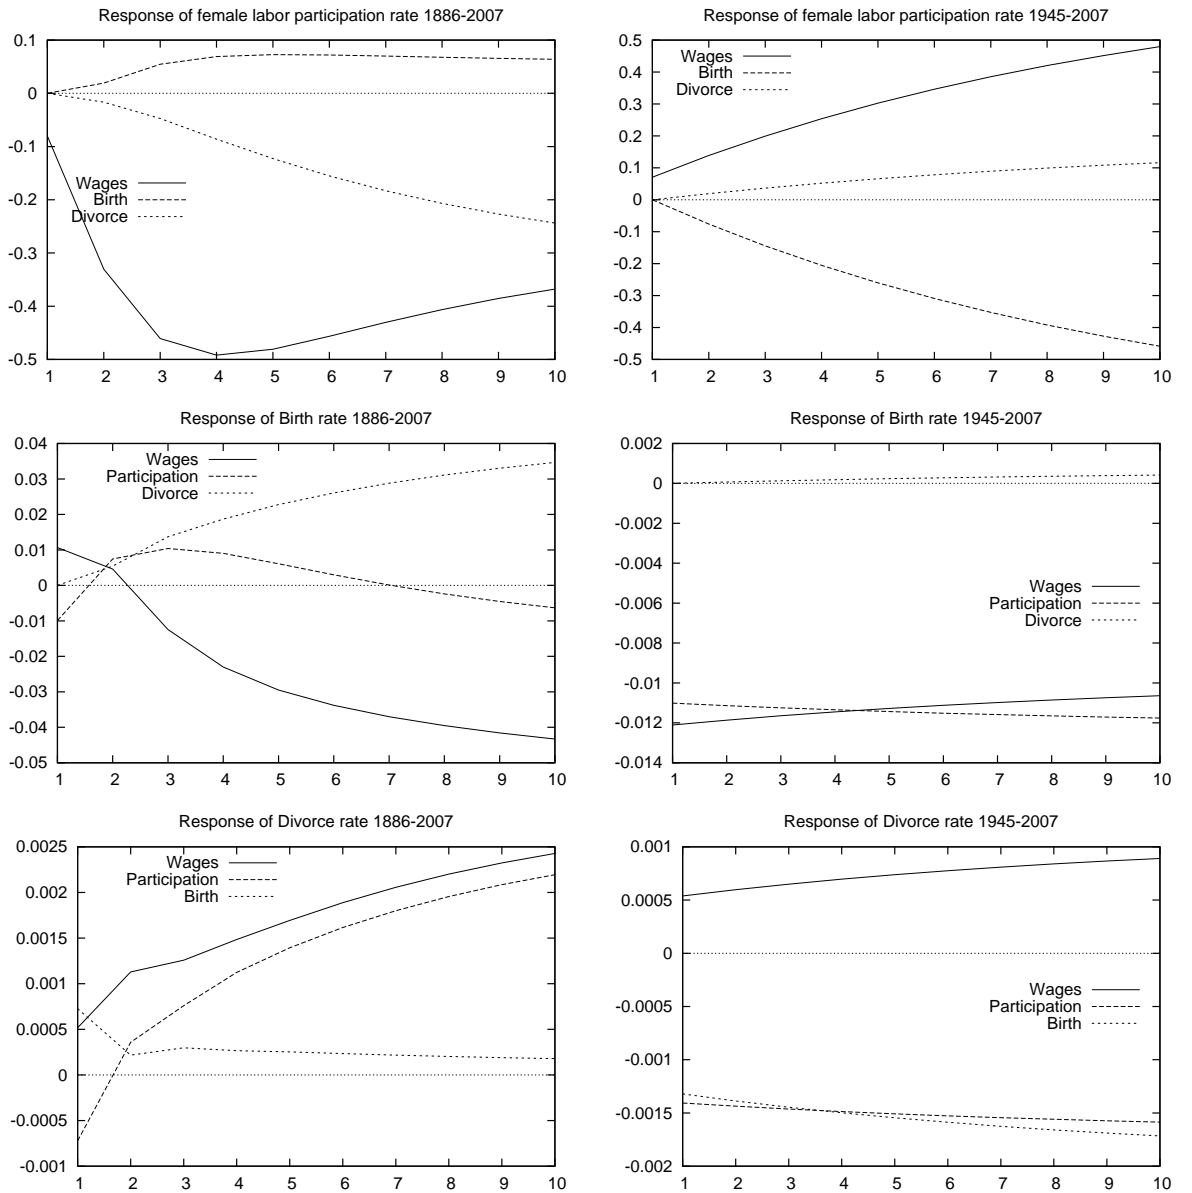 Response of female labor participation rate 1886-2007
0.1
0
-0.1
-0.2
-0.3
-0.4
-0.5
Wages
Birth
Divorce
1 2 3 4 5 6 7 8 9 10
Response of female labor participation rate 1945-2007
0.5
0.4
0.3
0.2
0.1
0
-0.1
-0.2
-0.3
-0.4
-0.5
Wages
Birth
Divorce
1 2 3 4 5 6 7 8 9 10
Response of Birth rate 1886-2007
0.04
0.03
0.02
0.01
0
-0.01
-0.02
-0.03
-0.04
-0.05
Wages
Participation
Divorce
1 2 3 4 5 6 7 8 9 10
Response of Birth rate 1945-2007
0.002
0
-0.002
-0.004
-0.006
-0.008
-0.01
-0.012
-0.014
Wages
Participation
Divorce
1 2 3 4 5 6 7 8 9 10
Response of Divorce rate 1886-2007
0.0025
0.002
0.0015
0.001
0.0005
0
-0.0005
-0.001
Wages
Participation
Birth
1 2 3 4 5 6 7 8 9 10
Response of Divorce rate 1945-2007
0.001
0.0005
0
-0.0005
-0.001
-0.0015
-0.002
Wages
Participation
Birth
1 2 3 4 5 6 7 8 9 10